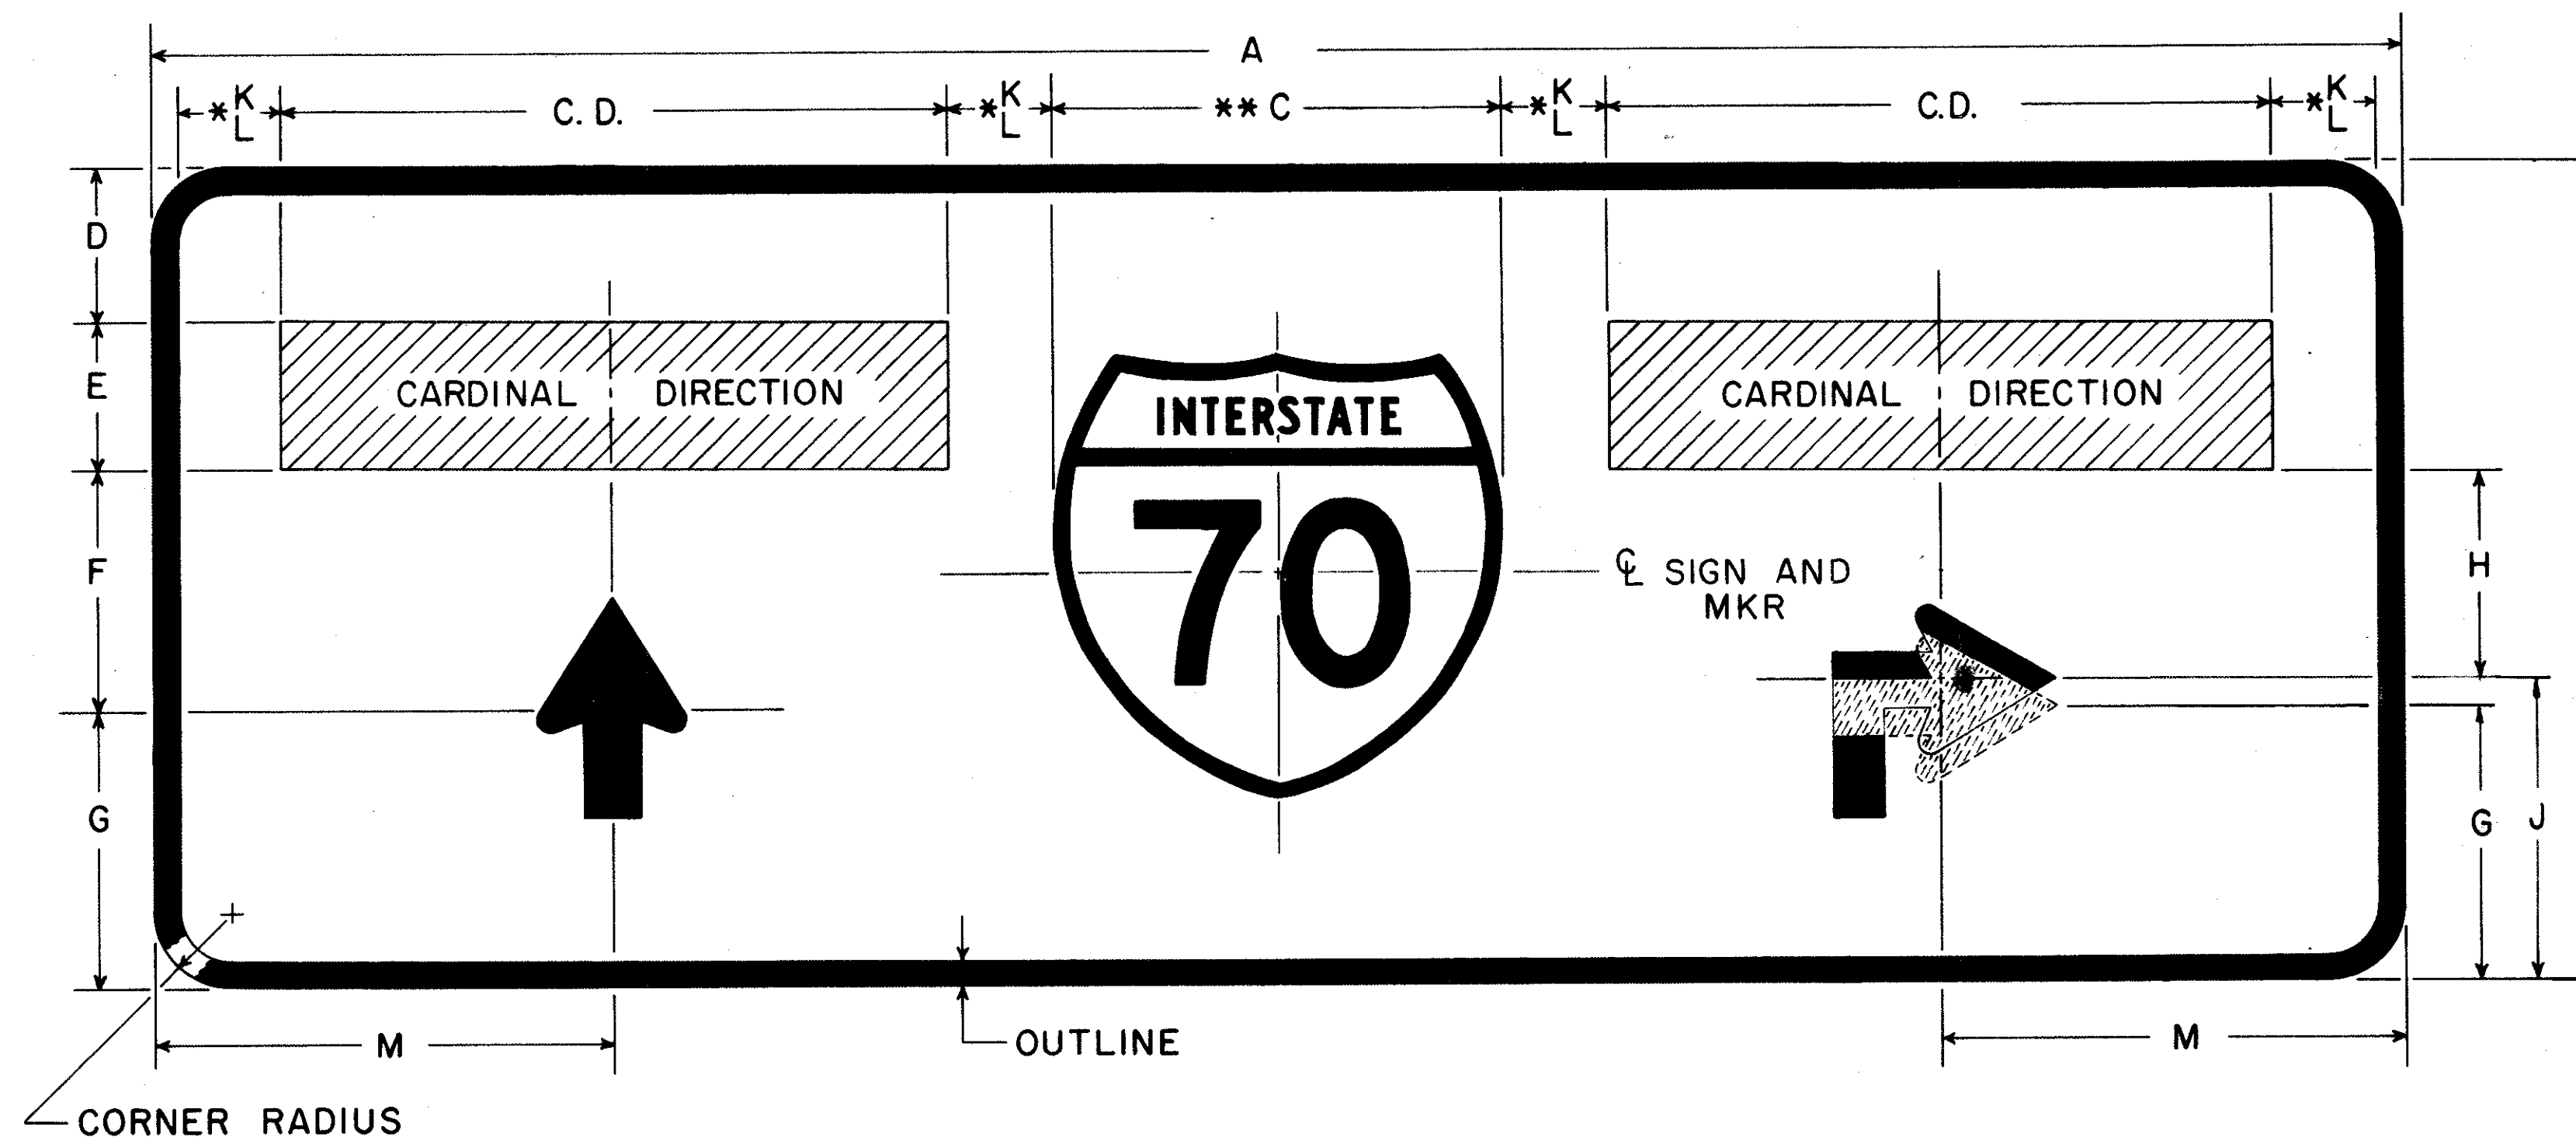 A
*K/L C. D. *K/L **C *K/L C.D. *K/L
D
E
CARDINAL DIRECTION
INTERSTATE
70
CARDINAL DIRECTION
F
G
℄ SIGN AND
MKR
H
G
J
M
OUTLINE
M
CORNER RADIUS